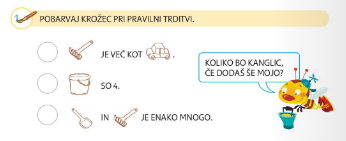 POBARVAJ KROŽEC PRI PRAVILNI TRDITVI.
JE VEČ KOT .
KOLIKO BO KANGLIC,
ČE DODAŠ ŠE MOJO?
SO 4.
IN JE ENAKO MNOGO.